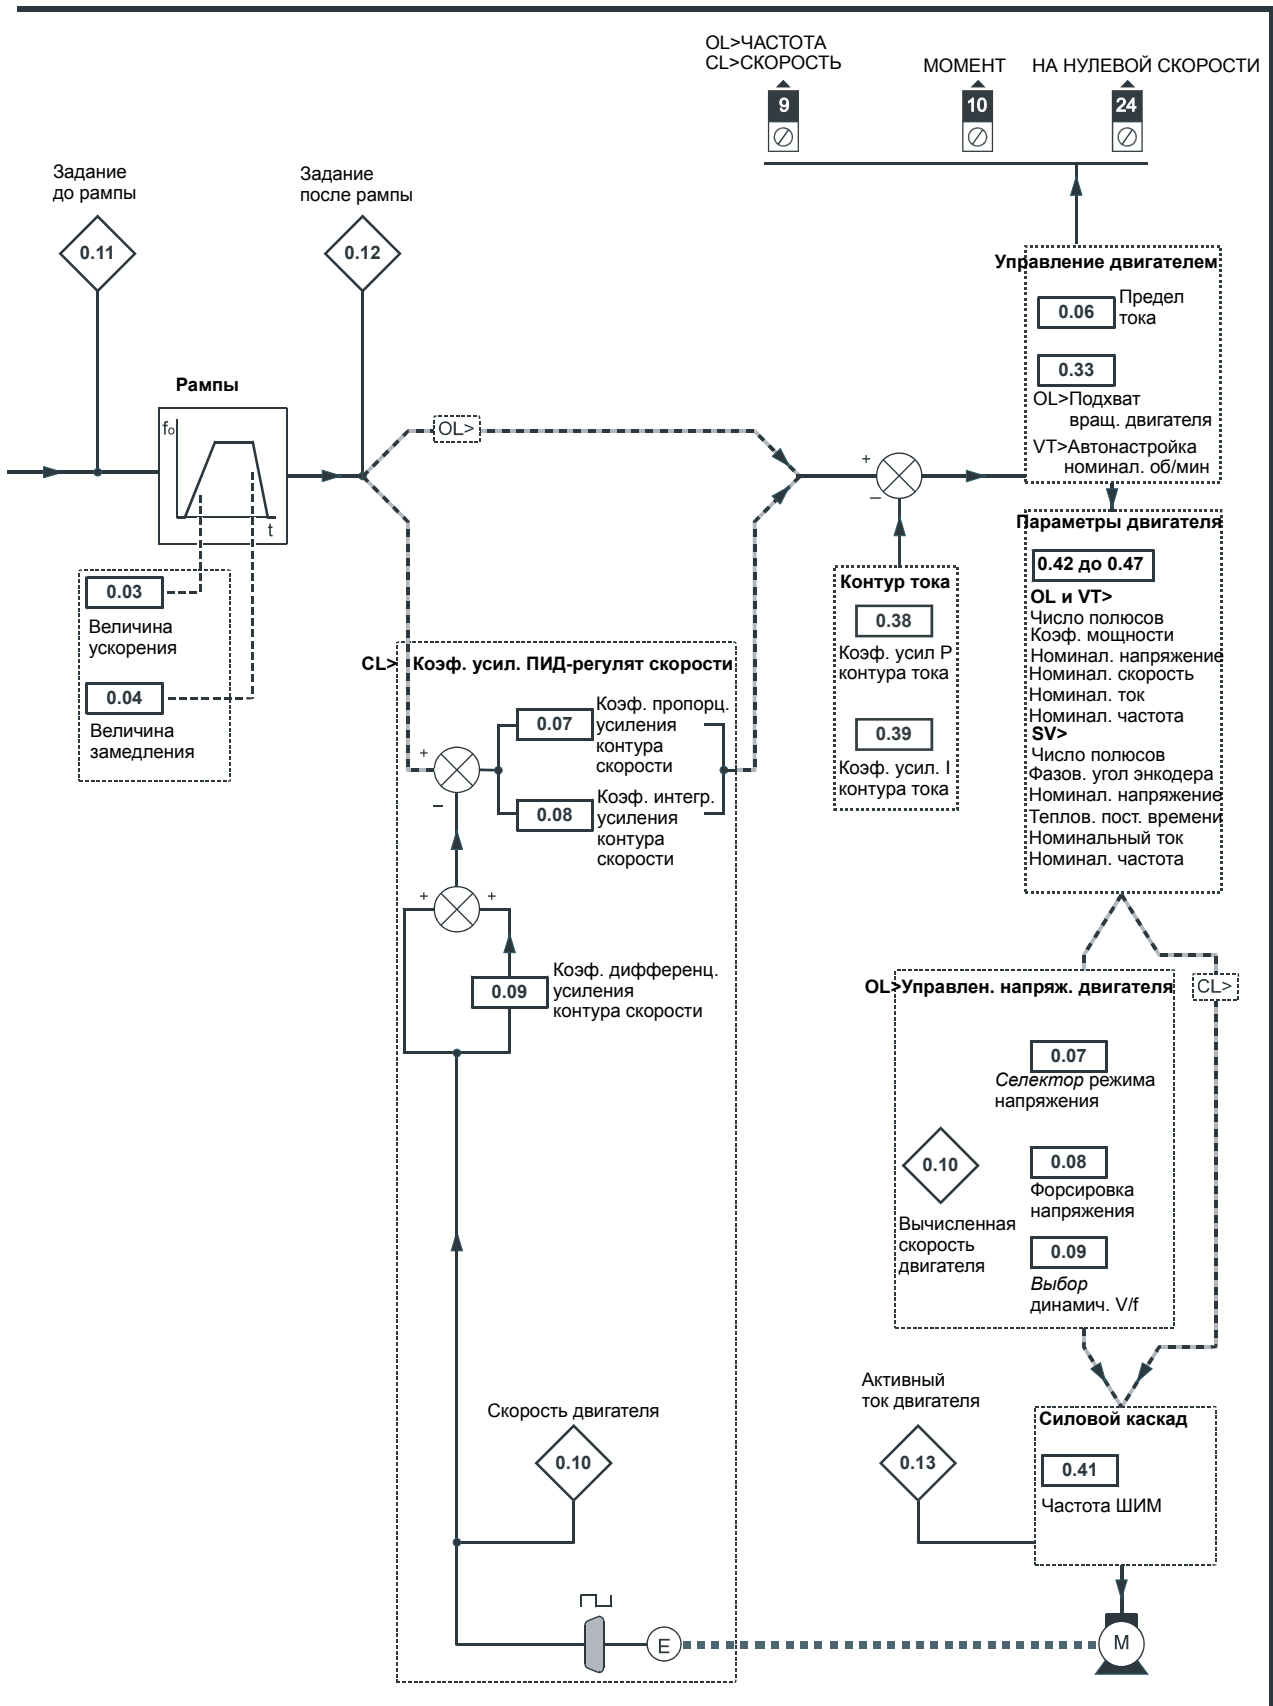 OL>ЧАСТОТА
CL>СКОРОСТЬ
МОМЕНТ
НА НУЛЕВОЙ СКОРОСТИ
9
10
24
Задание
до рампы
0.11
Задание
после рампы
0.12
Управление двигателем
0.06
Предел
тока
0.33
OL>Подхват
вращ. двигателя
VT>Автонастройка
номинал. об/мин
Рампы
fo
t
OL>
+
–
0.03
Величина
ускорения
0.04
Величина
замедления
Контур тока
0.38
Коэф. усил P
контура тока
0.39
Коэф. усил. I
контура тока
Параметры двигателя
0.42 до 0.47
OL и VT>
Число полюсов
Коэф. мощности
Номинал. напряжение
Номинал. скорость
Номинал. ток
Номинал. частота
SV>
Число полюсов
Фазов. угол энкодера
Номинал. напряжение
Теплов. пост. времени
Номинальный ток
Номинал. частота
CL>
Коэф. усил. ПИД-регулят скорости
0.07
Коэф. пропорц.
усиления
контура
скорости
+
–
0.08
Коэф. интегр.
усиления
контура
скорости
+
+
0.09
Коэф. дифференц.
усиления
контура скорости
OL>Управлен. напряж. двигателя
CL>
0.07
Селектор режима
напряжения
0.10
Вычисленная
скорость
двигателя
0.08
Форсировка
напряжения
0.09
Выбор
динамич. V/f
Скорость двигателя
0.10
Активный
ток двигателя
0.13
Силовой каскад
0.41
Частота ШИМ
E
M